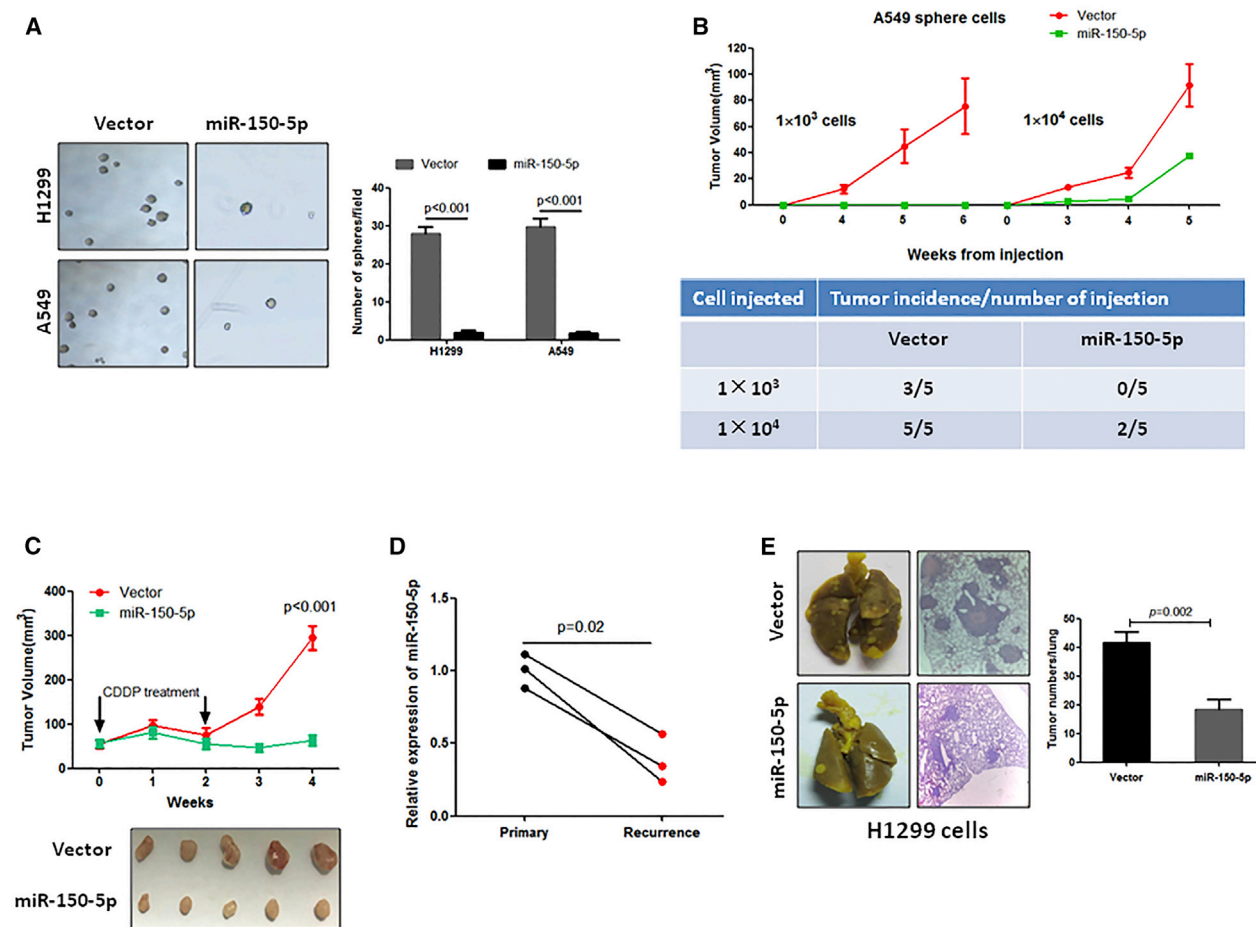 A
Vector miR-150-5p
H1299
A549
Vector miR-150-5p
Number of spheres/field
40
30
20
10
0
p<0.001 p<0.001
H1299 A549
B
A549 sphere cells
Vector
miR-150-5p
Tumor Volume(mm³)
120
100
80
60
40
20
0
1×10³ cells 1×10⁴ cells
0 4 5 6 0 3 4 5
Weeks from injection
Cell injected Tumor incidence/number of injection
Vector miR-150-5p
1×10³ 3/5 0/5
1×10⁴ 5/5 2/5
C
Vector
miR-150-5p
Tumor Volume(mm³)
400
300
200
100
0
p<0.001
CDDP treatment
0 1 2 3 4
Weeks
Vector
miR-150-5p
D
Relative expression of miR-150-5p
1.5
1.0
0.5
0.0
p=0.02
Primary Recurrence
E
Vector
miR-150-5p
H1299 cells
Tumor numbers/lung
50
40
30
20
10
0
p=0.002
Vector miR-150-5p